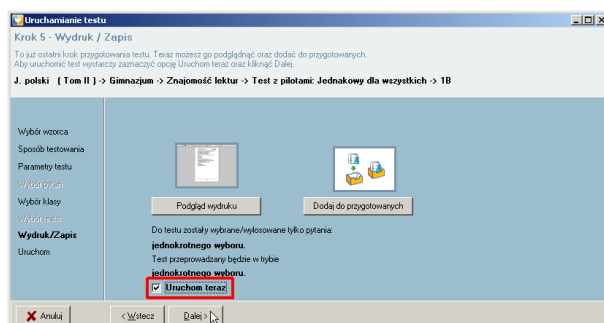 Uruchamianie testu
Krok 5 - Wydruk / Zapis
To już ostatni krok przygotowania testu. Teraz możesz go podglądnąć oraz dodać do przygotowanych.
Aby uruchomić test wystarczy zaznaczyć opcję Uruchom teraz oraz kliknąć Dalej
J. polski ( Tom II ) -> Gimnazjum -> Znajomość lektur -> Test z pilotami: Jednakowy dla wszystkich -> 1B
Wybór wzorca
Sposób testowania
Parametry testu
Wybór pytań
Wybór klasy
Wybór testu
Wydruk/Zapis
Uruchom
Podgląd wydruku
Dodaj do przygotowanych
Do testu zostały wybrane/wylosowane tylko pytania:
jednokrotnego wyboru.
Test przeprowadzany będzie w trybie
jednokrotnego wyboru.
Uruchom teraz
Anuluj
< Wstecz
Dalej >